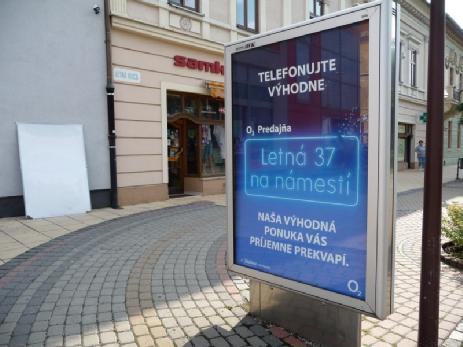 TELEFONUJTE
VÝHODNE
O₂ Predajňa
Letná 37
na námestí
NAŠA VÝHODNÁ
PONUKA VÁS
PRÍJEMNE PREKVAPÍ.
O₂